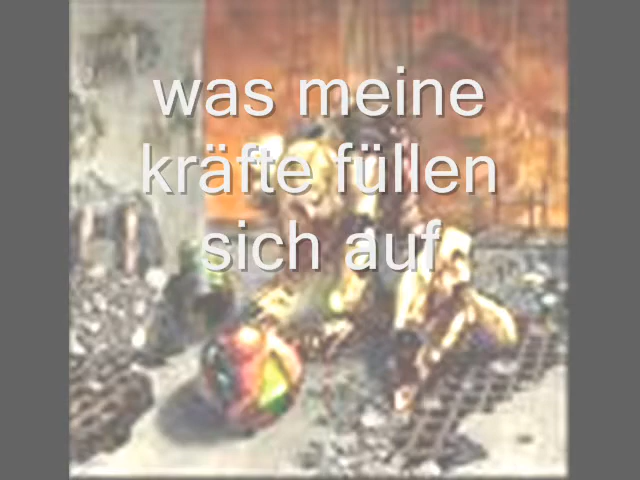 was meine
kräfte füllen
sich auf